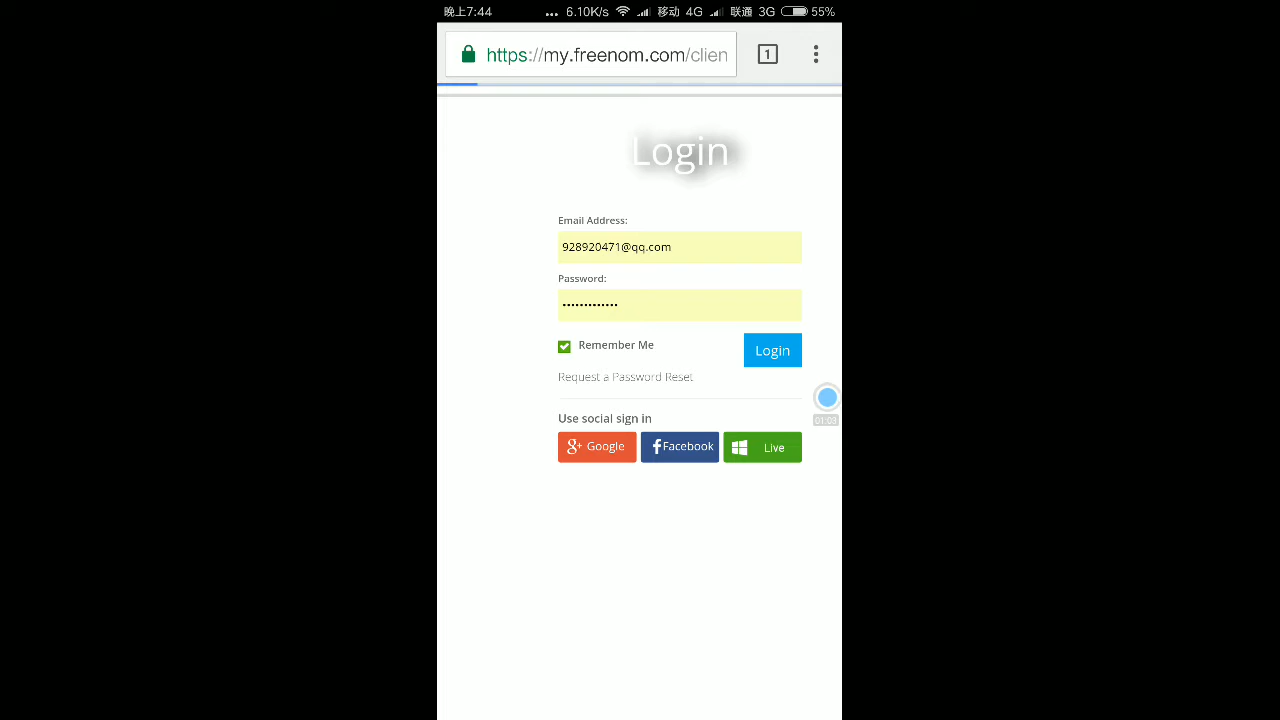 晚上7:44 ... 6.10K/s 移动 4G 联通 3G 55%
https://my.freenom.com/clien 1
Login
Email Address:
928920471@qq.com
Password:
•••••••••••••
Remember Me
Login
Request a Password Reset
01:03
Use social sign in
g+ Google
f Facebook
Live